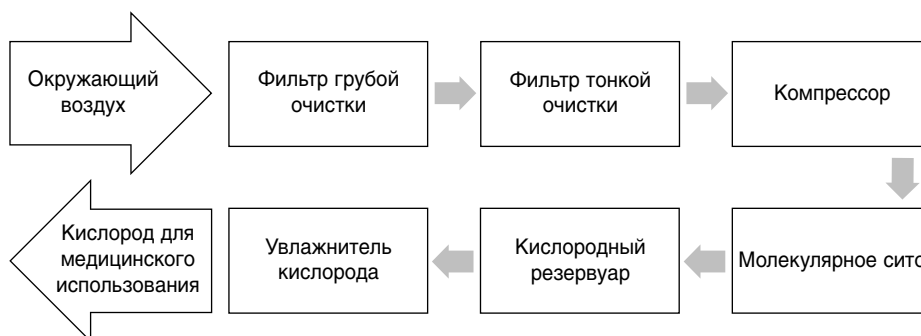 Окружающий
воздух
Фильтр грубой
очистки
Фильтр тонкой
очистки
Компрессор
Молекулярное сито
Кислородный
резервуар
Увлажнитель
кислорода
Кислород для
медицинского
использования